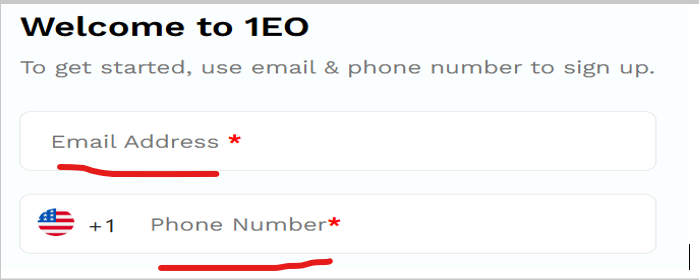 Welcome to 1EO
To get started, use email & phone number to sign up.
Email Address *
+1 Phone Number*